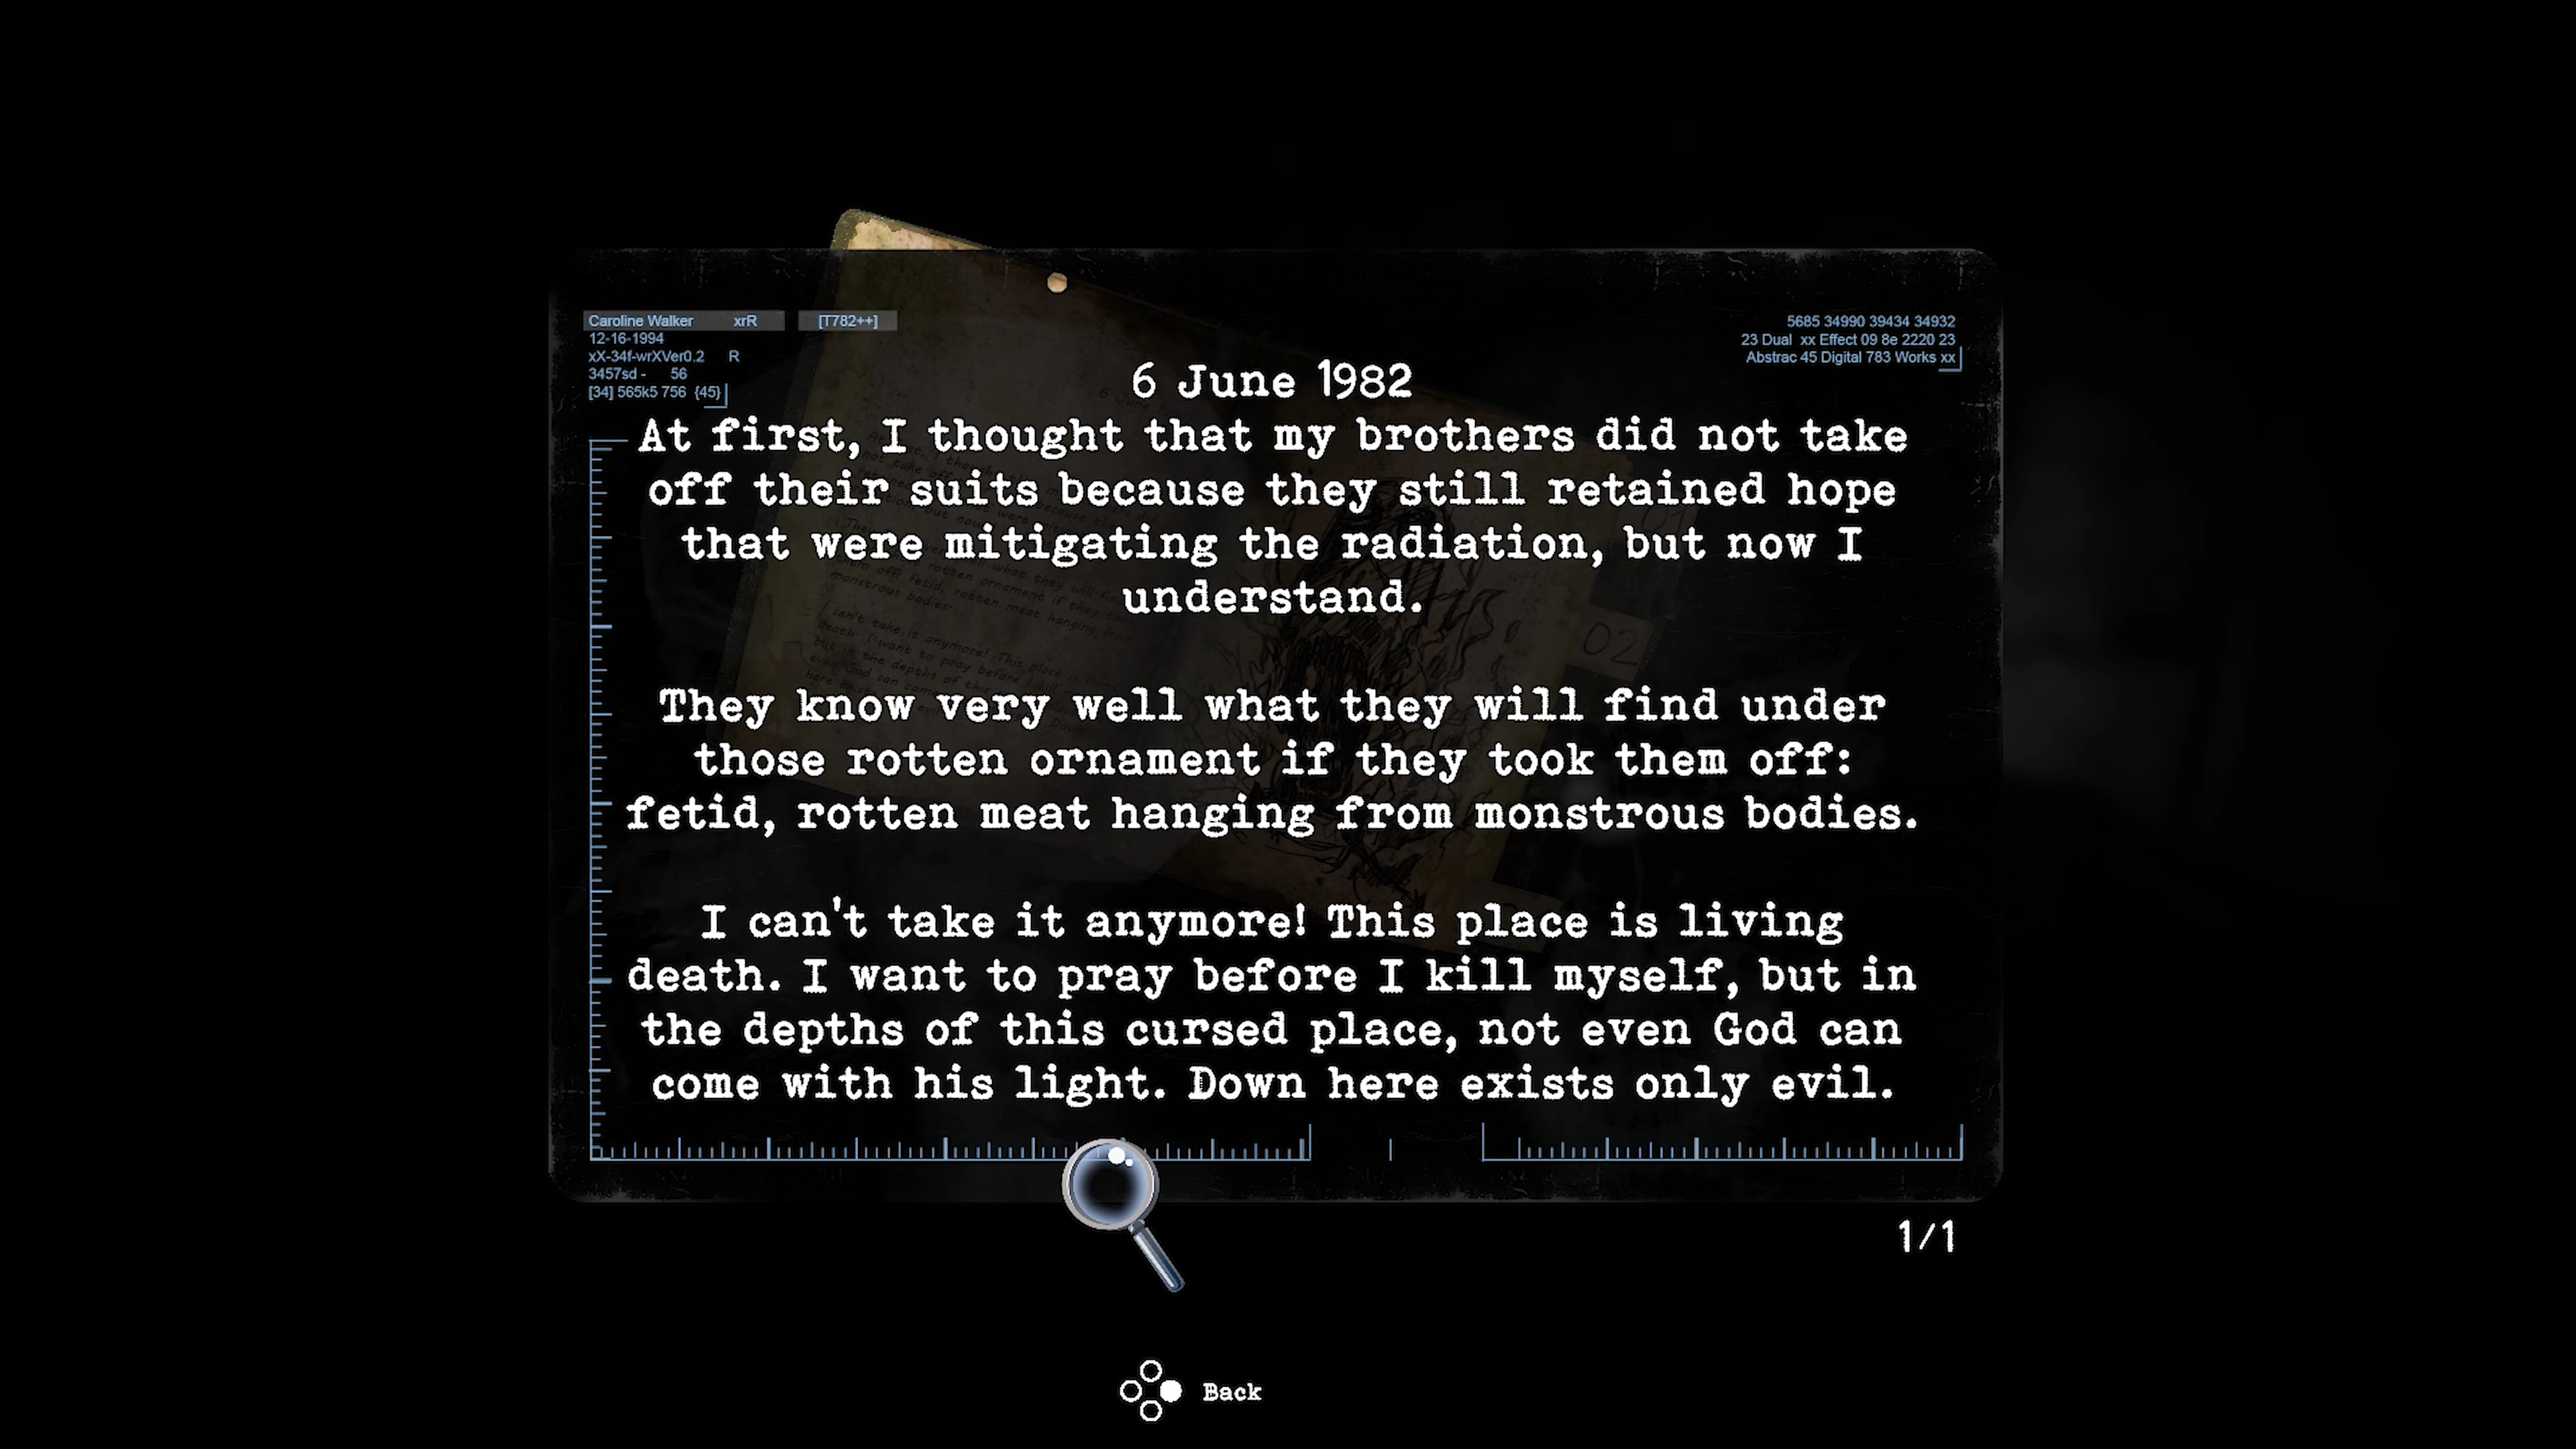 Caroline Walker xrR [T782++]
12-16-1994
xX-34f-wrXVer0.2 R
3457sd - 56
[34] 565k5 756 {45}
5685 34990 39434 34932
23 Dual xx Effect 09 8e 2220 23
Abstrac 45 Digital 783 Works xx
6 June 1982
At first, I thought that my brothers did not take
off their suits because they still retained hope
that were mitigating the radiation, but now I
understand.
They know very well what they will find under
those rotten ornament if they took them off:
fetid, rotten meat hanging from monstrous bodies.
I can't take it anymore! This place is living
death. I want to pray before I kill myself, but in
the depths of this cursed place, not even God can
come with his light. Down here exists only evil.
02
1/1
Back